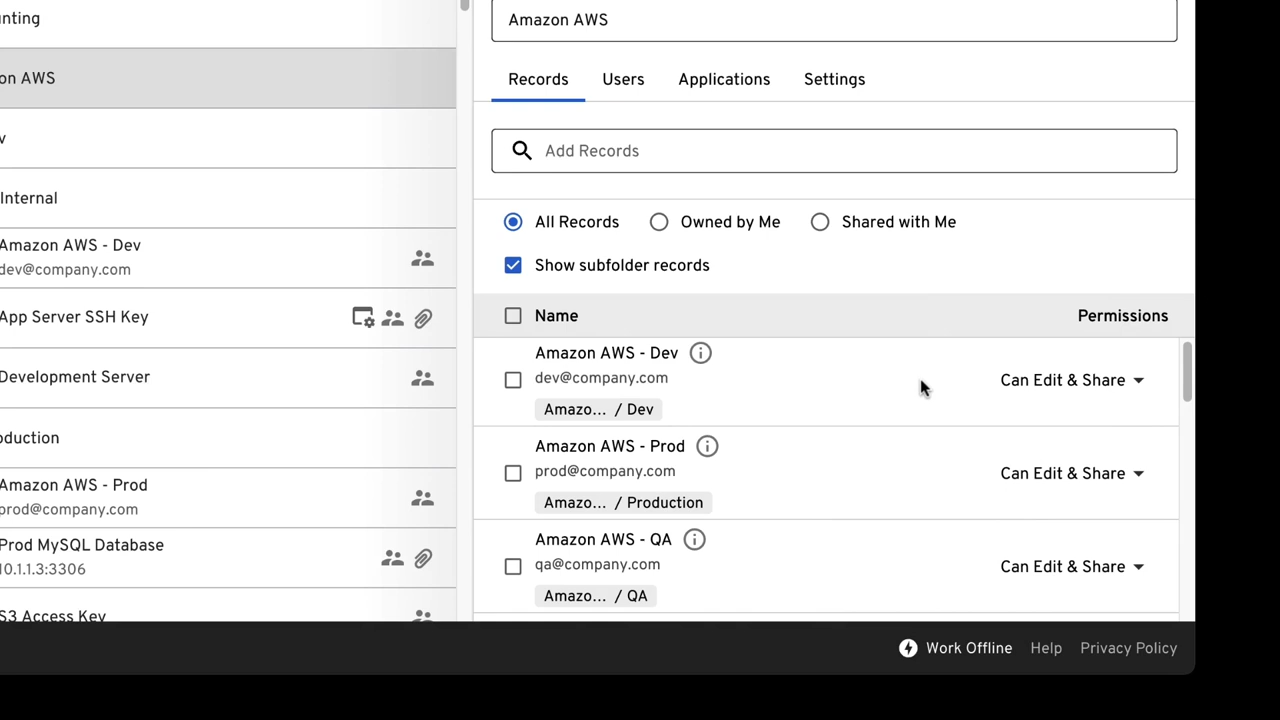 nting
on AWS
v
Internal
Amazon AWS - Dev
dev@company.com
App Server SSH Key
Development Server
oduction
Amazon AWS - Prod
prod@company.com
Prod MySQL Database
10.1.1.3:3306
S3 Access Key
Amazon AWS
Records Users Applications Settings
Add Records
All Records Owned by Me Shared with Me
Show subfolder records
Name Permissions
Amazon AWS - Dev
dev@company.com
Can Edit & Share
Amazo... / Dev
Amazon AWS - Prod
prod@company.com
Can Edit & Share
Amazo... / Production
Amazon AWS - QA
qa@company.com
Can Edit & Share
Amazo... / QA
Work Offline Help Privacy Policy